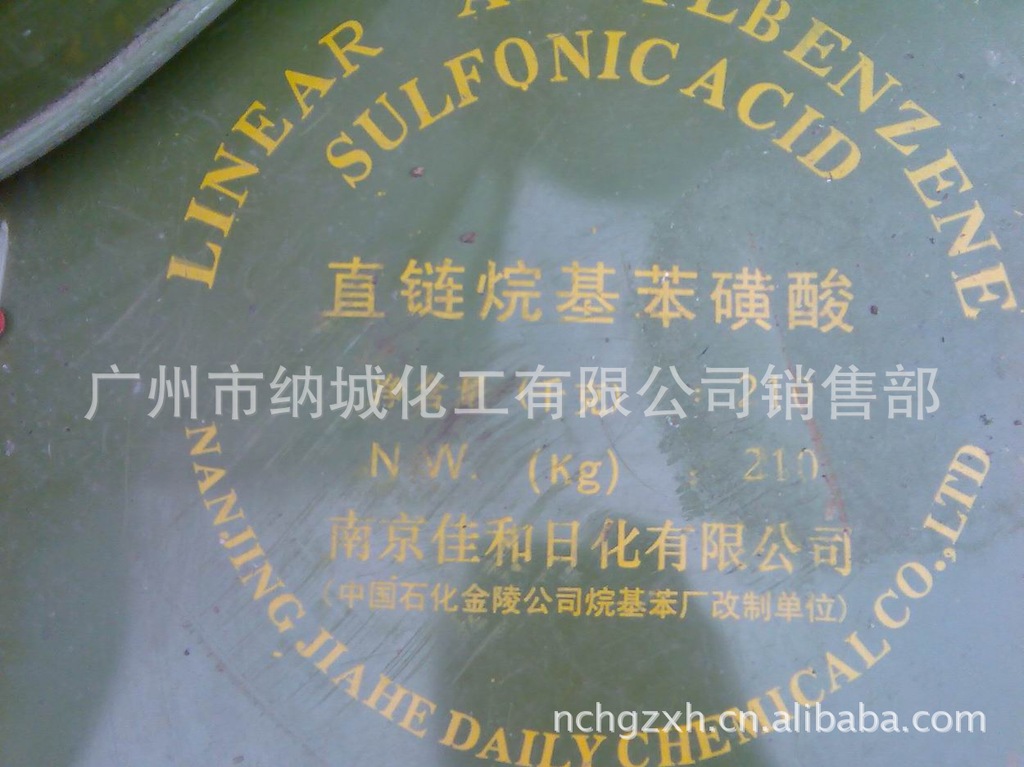 LINEAR ALKYLBENZENE
SULFONIC ACID
直链烷基苯磺酸
广州市纳城化工有限公司销售部
N.W. (Kg) : 210
南京佳和日化有限公司
(中国石化金陵公司烷基苯厂改制单位)
NANJING JIAHE DAILY CHEMICAL CO.,LTD
nchgzxh.cn.alibaba.com